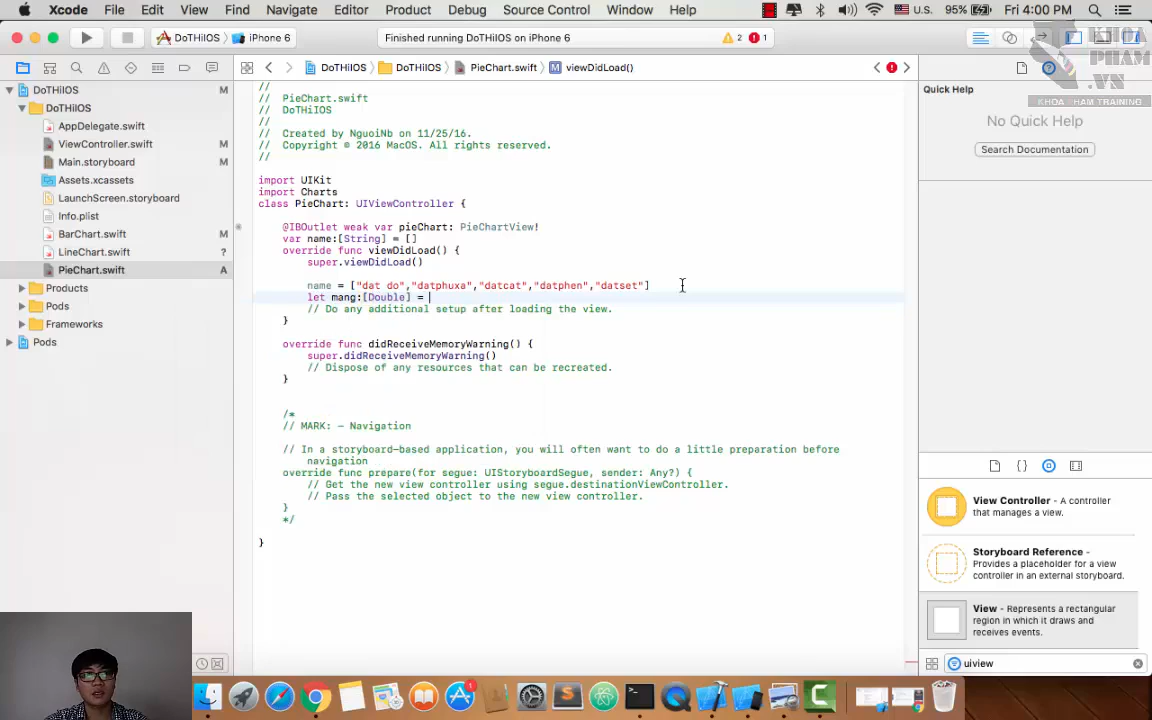 Xcode File Edit View Find Navigate Editor Product Debug Source Control Window Help U.S. 95% Fri 4:00 PM
DoTHiIOS iPhone 6 Finished running DoTHiIOS on iPhone 6 2 1
KHOA
PHAM
.VN
KHOA PHAM TRAINING
DoTHiIOS DoTHiIOS PieChart.swift M viewDidLoad()
DoTHiIOS M
DoTHiIOS
AppDelegate.swift
ViewController.swift M
Main.storyboard M
Assets.xcassets
LaunchScreen.storyboard
Info.plist
BarChart.swift M
LineChart.swift ?
PieChart.swift A
Products
Pods
Frameworks
Pods
//
// PieChart.swift
// DoTHiIOS
//
// Created by NguoiNb on 11/25/16.
// Copyright © 2016 MacOS. All rights reserved.
//
import UIKit
import Charts
class PieChart: UIViewController {
@IBOutlet weak var pieChart: PieChartView!
var name:[String] = []
override func viewDidLoad() {
super.viewDidLoad()
name = ["dat do","datphuxa","datcat","datphen","datset"]
let mang:[Double] =
// Do any additional setup after loading the view.
}
override func didReceiveMemoryWarning() {
super.didReceiveMemoryWarning()
// Dispose of any resources that can be recreated.
}
/*
// MARK: - Navigation
// In a storyboard-based application, you will often want to do a little preparation before
navigation
override func prepare(for segue: UIStoryboardSegue, sender: Any?) {
// Get the new view controller using segue.destinationViewController.
// Pass the selected object to the new view controller.
}
*/
}
Quick Help
No Quick Help
Search Documentation
View Controller - A controller
that manages a view.
Storyboard Reference -
Provides a placeholder for a view
controller in an external storyboard.
View - Represents a rectangular
region in which it draws and
receives events.
uiview
1